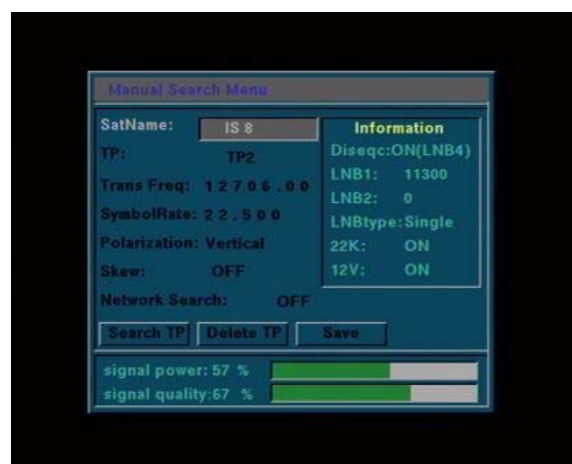 Manual Search Menu
SatName: IS 8
TP: TP2
Trans Freq: 12706.00
SymbolRate: 22.500
Polarization: Vertical
Skew: OFF
Network Search: OFF
Search TP Delete TP Save
Information
Diseqc:ON(LNB4)
LNB1: 11300
LNB2: 0
LNBtype:Single
22K: ON
12V: ON
signal power: 57 %
signal quality:67 %